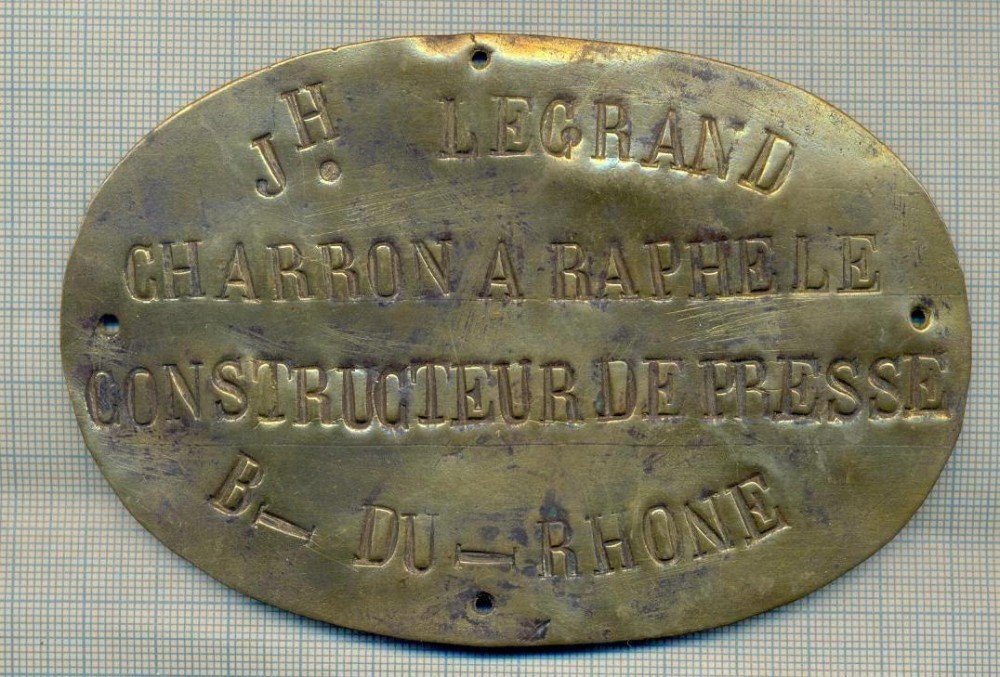 JH. LEGRAND
CHARRON A RAPHELE
CONSTRUCTEUR DE PRESSE
B- DU - RHONE